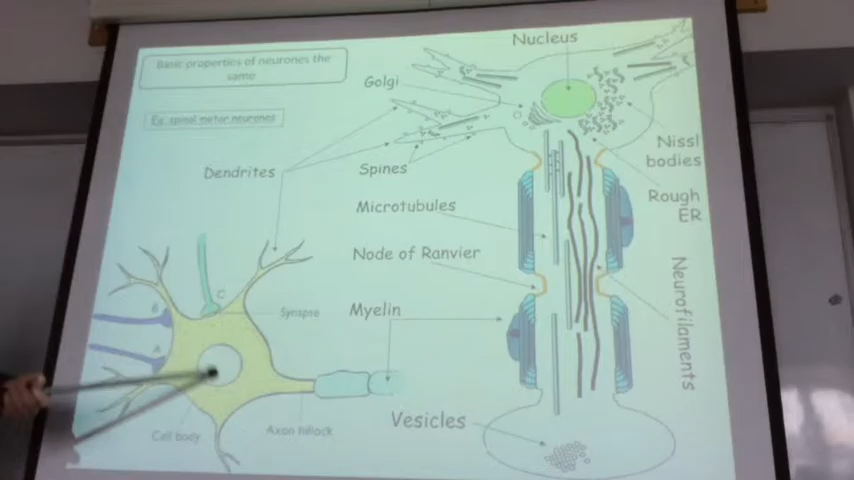 Basic properties of neurones the
same
Ex: spinal motor neurones
Nucleus
Golgi
Dendrites
Spines
Nissl
bodies
Rough
ER
Microtubules
Node of Ranvier
Myelin
Neurofilaments
Synapse
C
B
A
Cell body
Axon hillock
Vesicles